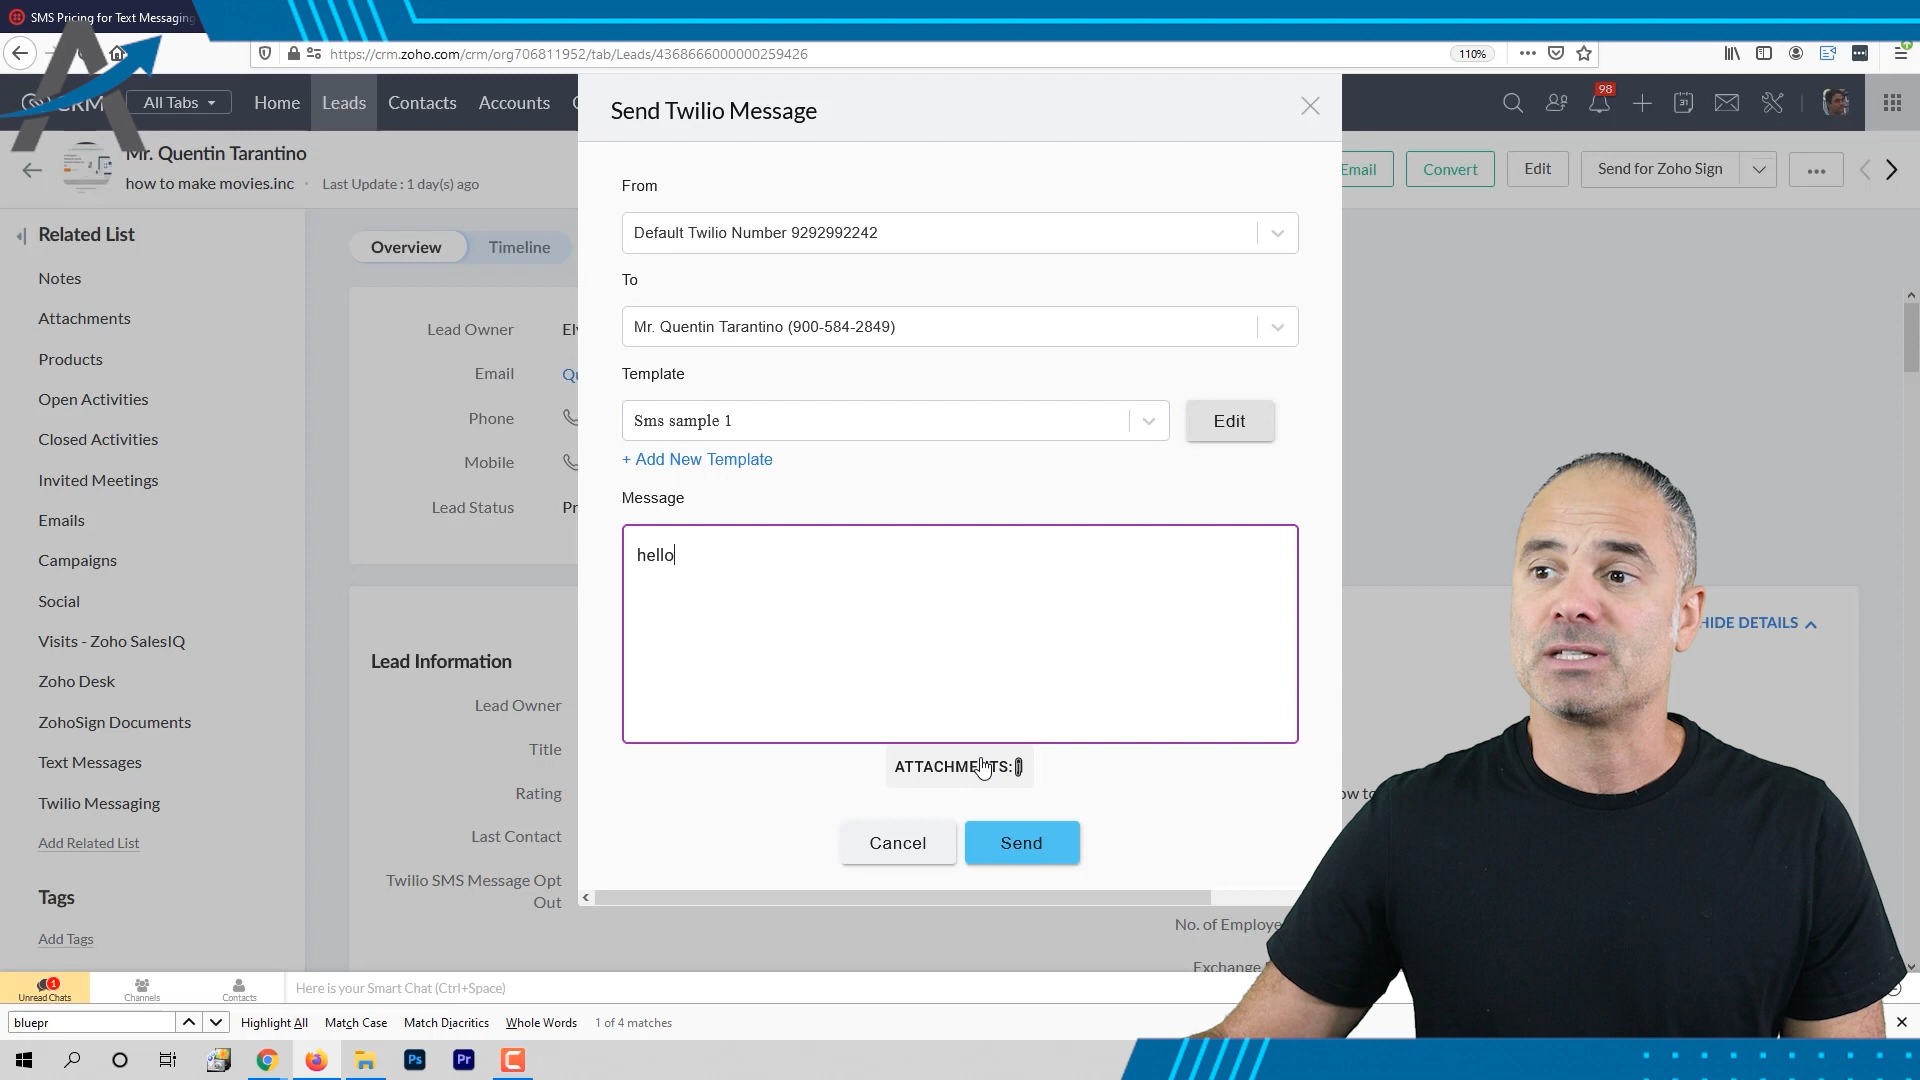 SMS Pricing for Text Messaging
https://crm.zoho.com/crm/org706811952/tab/Leads/4368666000000259426
110%
CRM
All Tabs
Home
Leads
Contacts
Accounts
98
31
Mr. Quentin Tarantino
how to make movies.inc
Last Update : 1 day(s) ago
Email
Convert
Edit
Send for Zoho Sign
Related List
Notes
Attachments
Products
Open Activities
Closed Activities
Invited Meetings
Emails
Campaigns
Social
Visits - Zoho SalesIQ
Zoho Desk
ZohoSign Documents
Text Messages
Twilio Messaging
Add Related List
Tags
Add Tags
Overview
Timeline
Lead Owner
Email
Phone
Mobile
Lead Status
Lead Information
Lead Owner
Title
Rating
Last Contact
Twilio SMS Message Opt
Out
Send Twilio Message
From
Default Twilio Number 9292992242
To
Mr. Quentin Tarantino (900-584-2849)
Template
Sms sample 1
Edit
+ Add New Template
Message
hello
ATTACHMENTS:
Cancel
Send
HIDE DETAILS
No. of Employe
Exchange
1
Unread Chats
Channels
Contacts
Here is your Smart Chat (Ctrl+Space)
bluepr
Highlight All
Match Case
Match Diacritics
Whole Words
1 of 4 matches
Ps
Pr